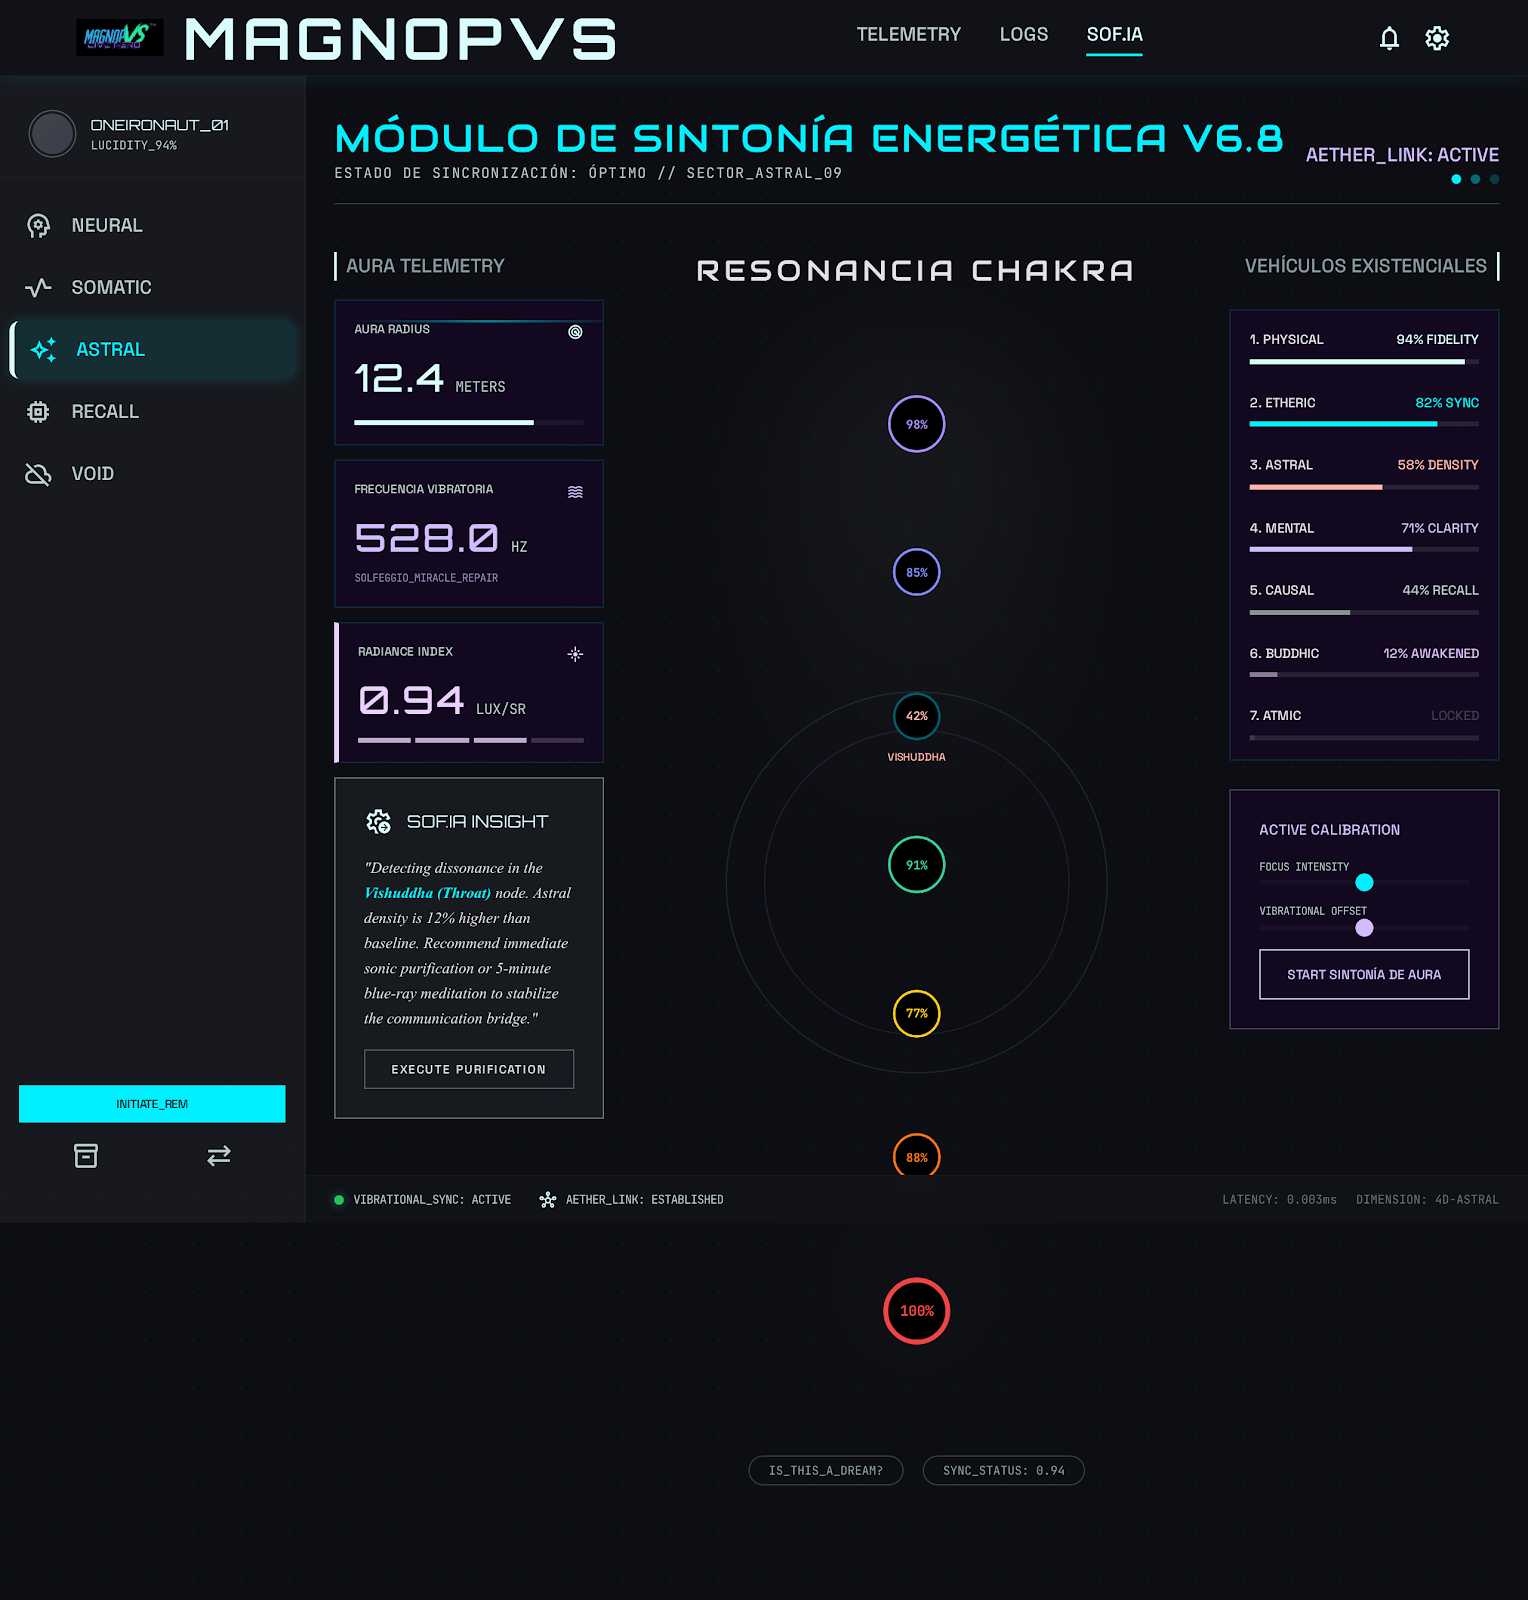 MAGNOPVS
MAGNOPVS
TELEMETRY
LOGS
SOF.IA
ONEIRONAUT_01
LUCIDITY_94%
NEURAL
SOMATIC
ASTRAL
RECALL
VOID
INITIATE_REM
MÓDULO DE SINTONÍA ENERGÉTICA V6.8
ESTADO DE SINCRONIZACIÓN: ÓPTIMO // SECTOR_ASTRAL_09
AETHER_LINK: ACTIVE
AURA TELEMETRY
AURA RADIUS
12.4 METERS
FRECUENCIA VIBRATORIA
528.0 HZ
SOLFEGGIO_MIRACLE_REPAIR
RADIANCE INDEX
0.94 LUX/SR
SOF.IA INSIGHT
"Detecting dissonance in the
Vishuddha (Throat) node. Astral
density is 12% higher than
baseline. Recommend immediate
sonic purification or 5-minute
blue-ray meditation to stabilize
the communication bridge."
EXECUTE PURIFICATION
RESONANCIA CHAKRA
98%
85%
42%
VISHUDDHA
91%
77%
88%
100%
IS_THIS_A_DREAM?
SYNC_STATUS: 0.94
VEHÍCULOS EXISTENCIALES
1. PHYSICAL 94% FIDELITY
2. ETHERIC 82% SYNC
3. ASTRAL 58% DENSITY
4. MENTAL 71% CLARITY
5. CAUSAL 44% RECALL
6. BUDDHIC 12% AWAKENED
7. ATMIC LOCKED
ACTIVE CALIBRATION
FOCUS INTENSITY
VIBRATIONAL OFFSET
START SINTONÍA DE AURA
VIBRATIONAL_SYNC: ACTIVE
AETHER_LINK: ESTABLISHED
LATENCY: 0.003ms
DIMENSION: 4D-ASTRAL